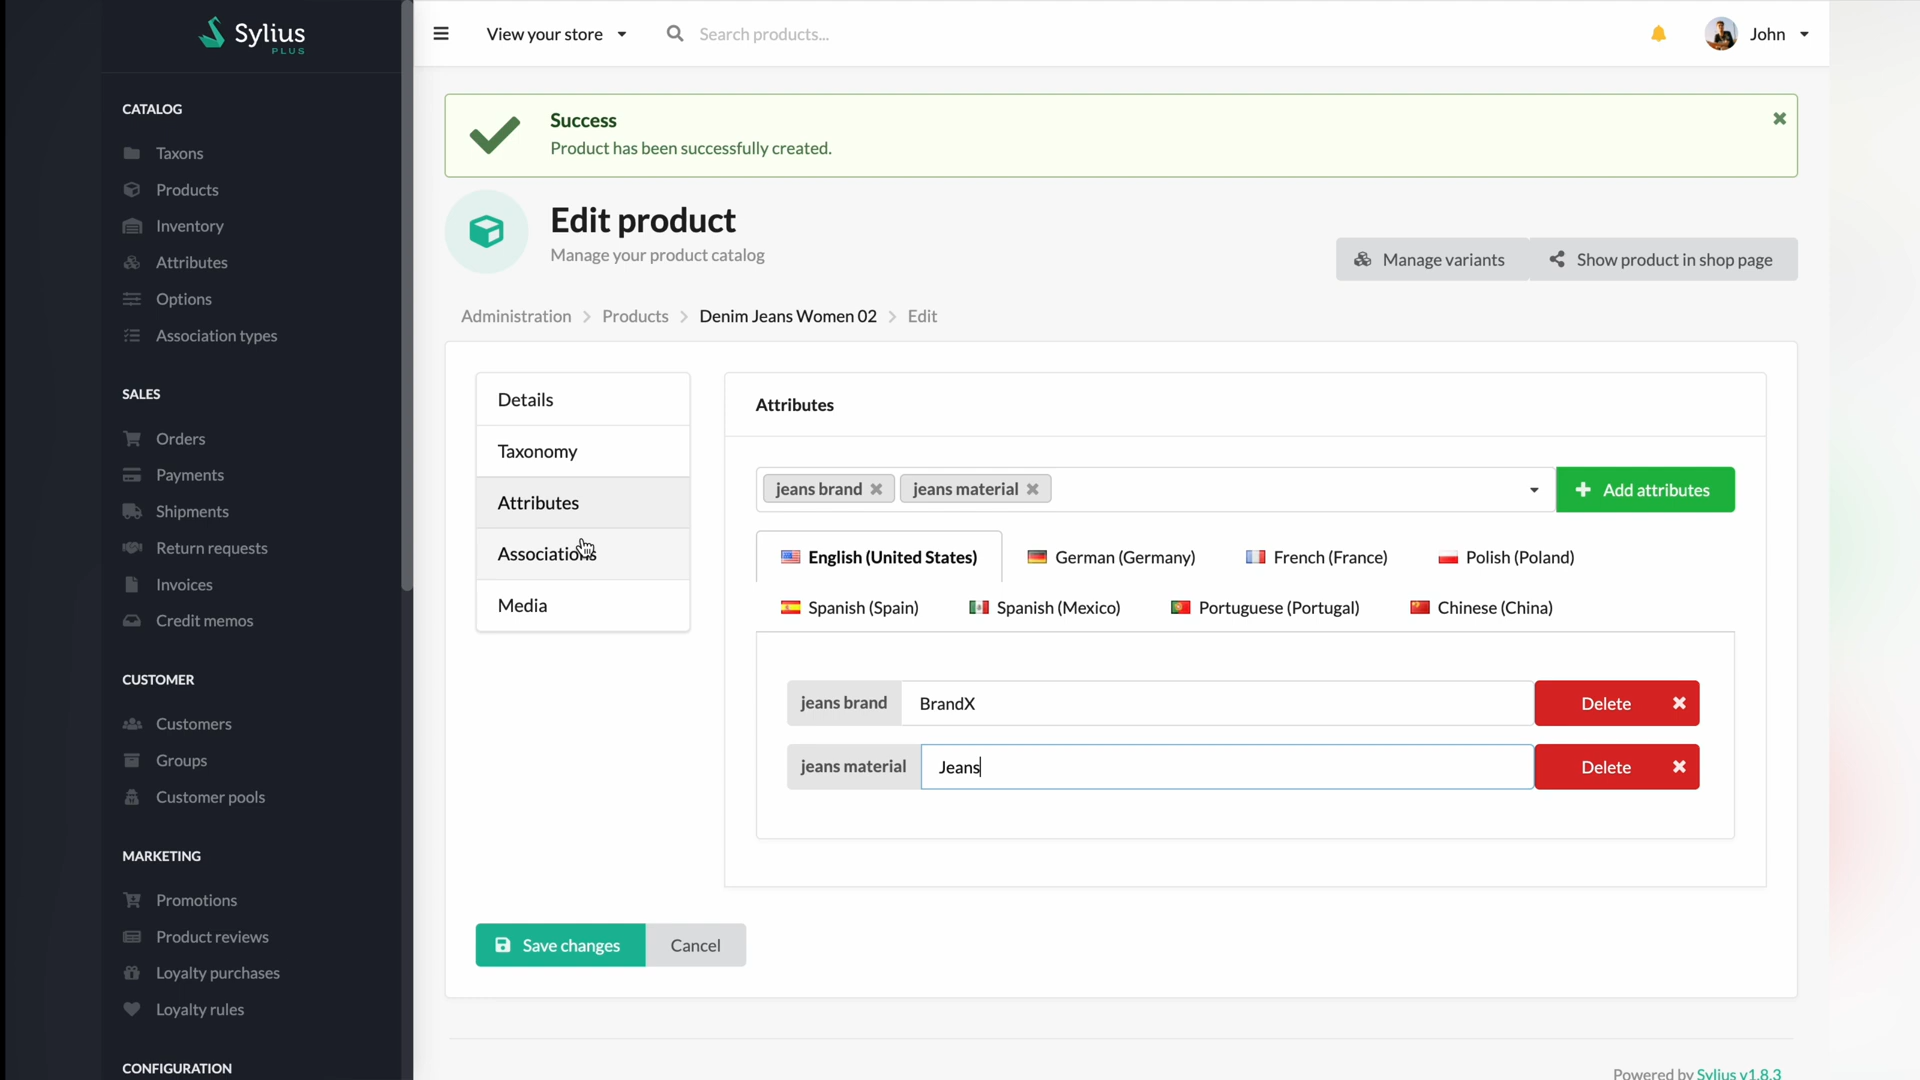 Sylius
PLUS
View your store
Search products...
John
CATALOG
Taxons
Products
Inventory
Attributes
Options
Association types
SALES
Orders
Payments
Shipments
Return requests
Invoices
Credit memos
CUSTOMER
Customers
Groups
Customer pools
MARKETING
Promotions
Product reviews
Loyalty purchases
Loyalty rules
CONFIGURATION
Success
Product has been successfully created.
Edit product
Manage your product catalog
Manage variants
Show product in shop page
Administration > Products > Denim Jeans Women 02 > Edit
Details
Taxonomy
Attributes
Associations
Media
Attributes
jeans brand jeans material
Add attributes
English (United States) German (Germany) French (France) Polish (Poland)
Spanish (Spain) Spanish (Mexico) Portuguese (Portugal) Chinese (China)
jeans brand BrandX Delete
jeans material Jeans Delete
Save changes Cancel
Powered by Sylius v1.8.3